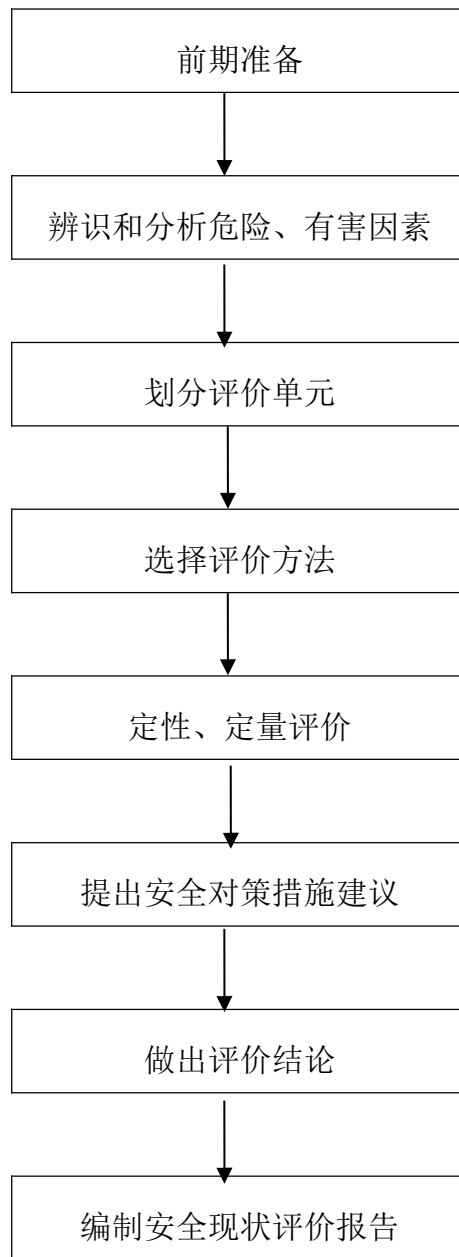 前期准备
辨识和分析危险、有害因素
划分评价单元
选择评价方法
定性、定量评价
提出安全对策措施建议
做出评价结论
编制安全现状评价报告